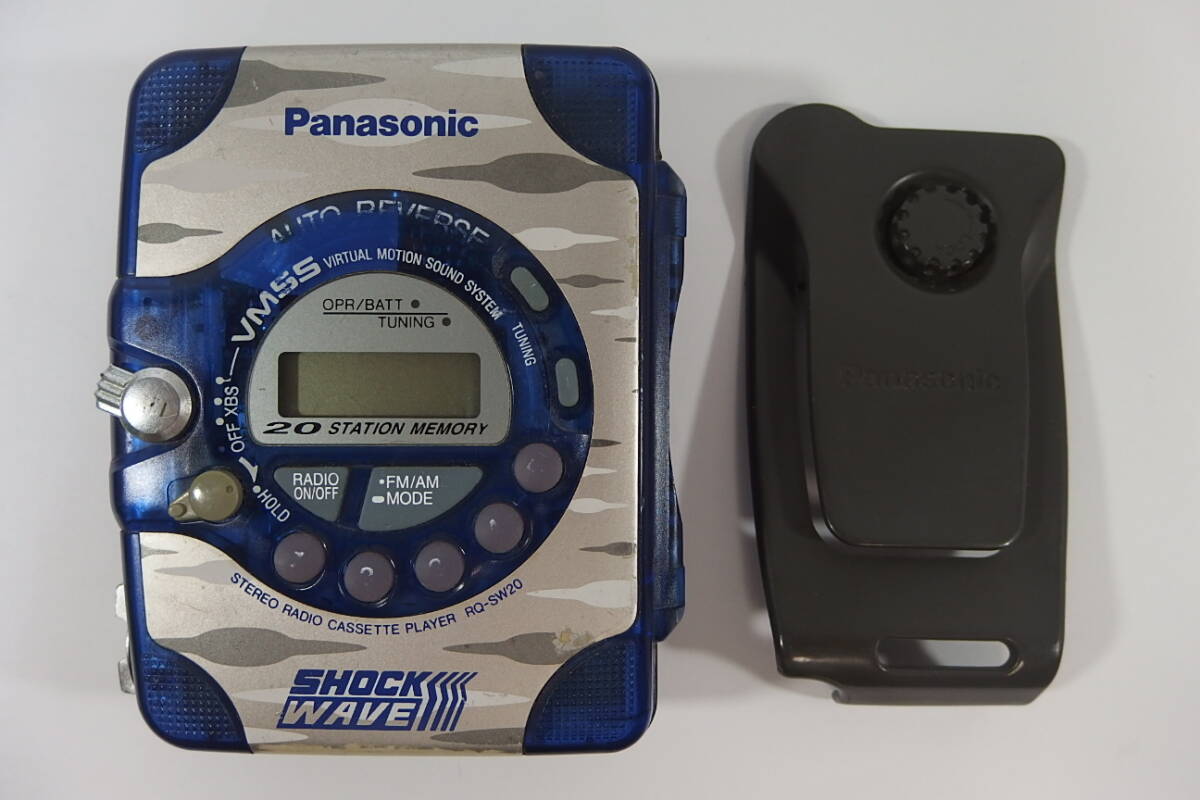 Panasonic
AUTO REVERSE
VIRTUAL MOTION SOUND SYSTEM
VMSS
OPR/BATT
TUNING
TUNING
XBS
OFF
20 STATION MEMORY
RADIO
ON/OFF
•FM/AM
MODE
•HOLD
1
STEREO RADIO CASSETTE PLAYER RQ-SW20
SHOCK
WAVE
Panasonic